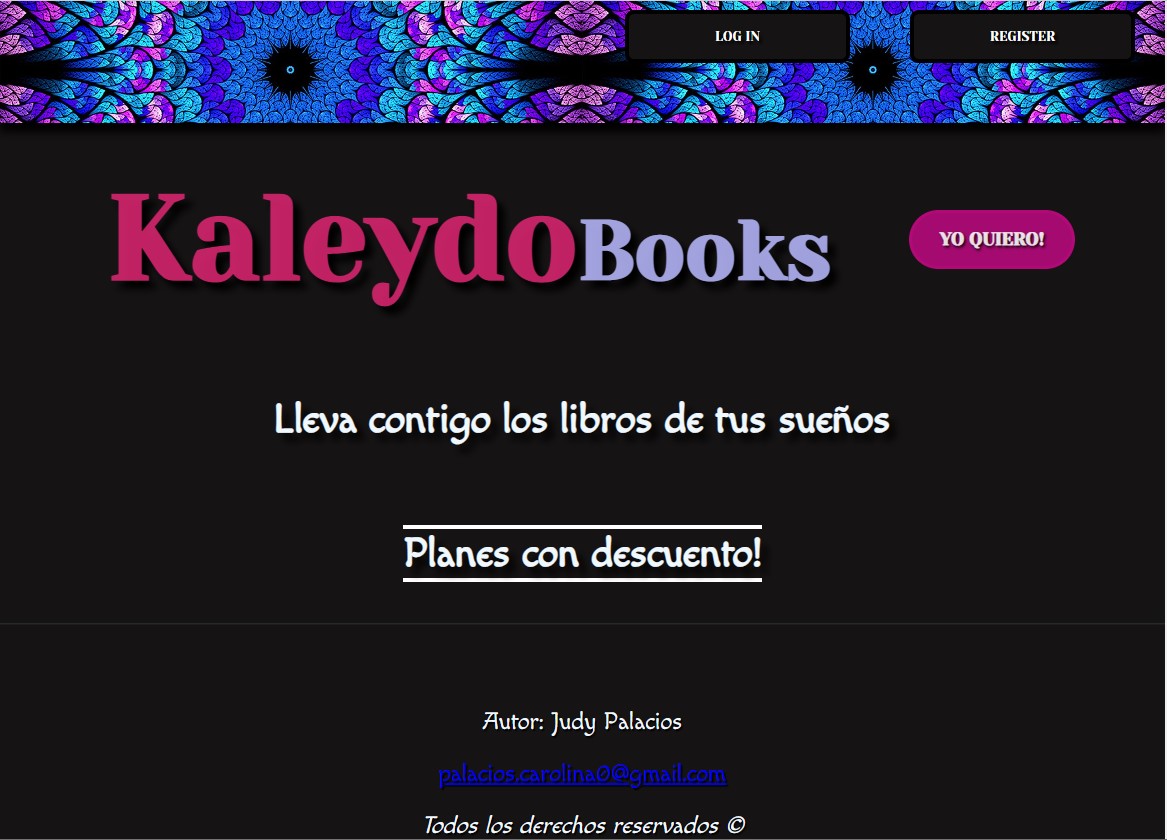 LOG IN REGISTER
KaleydoBooks YO QUIERO!
Lleva contigo los libros de tus sueños
Planes con descuento!
Autor: Judy Palacios
palacios.carolina0@gmail.com
Todos los derechos reservados ©